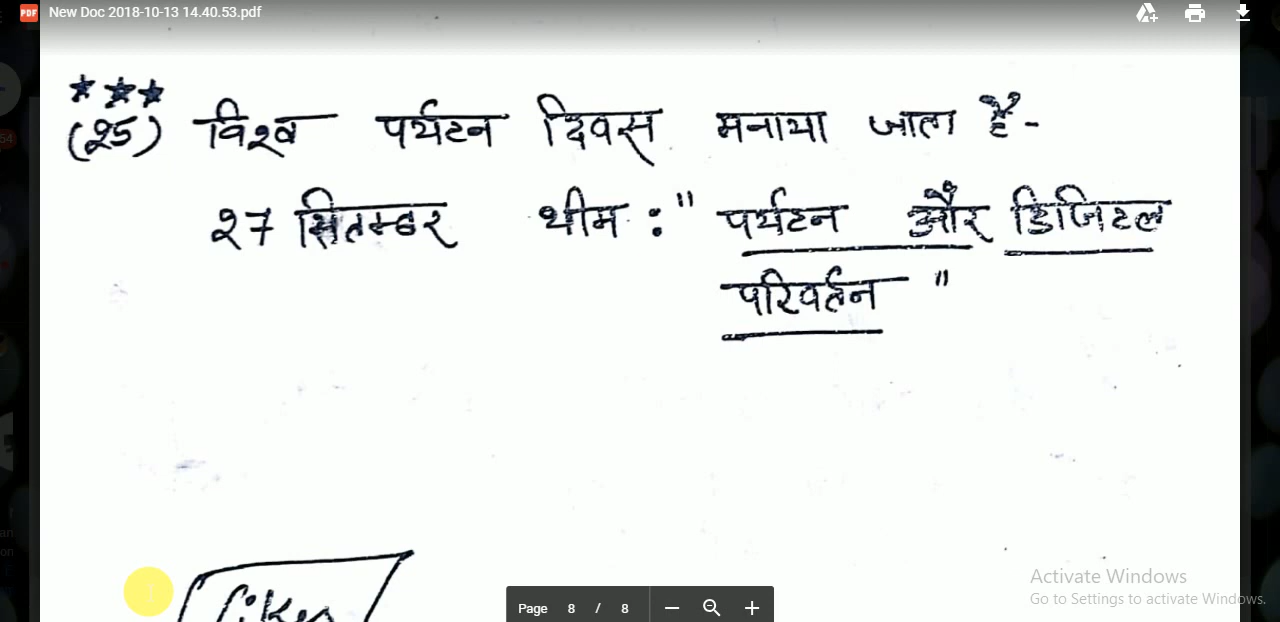 New Doc 2018-10-13 14.40.53.pdf
(25) विश्व पर्यटन दिवस मनाया जाता है-
27 सितम्बर थीम : " पर्यटन और डिजिटल
परिवर्तन "
Likes
Page 8 / 8
Activate Windows
Go to Settings to activate Windows.